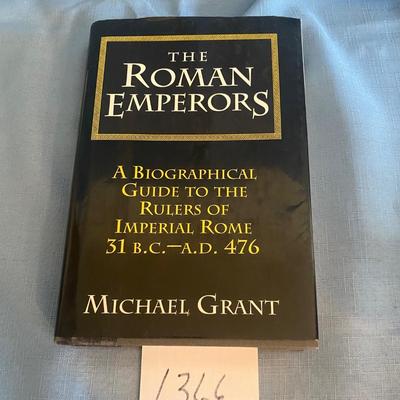 THE
ROMAN
EMPERORS
A BIOGRAPHICAL
GUIDE TO THE
RULERS OF
IMPERIAL ROME
31 B.C.—A.D. 476
MICHAEL GRANT
1366